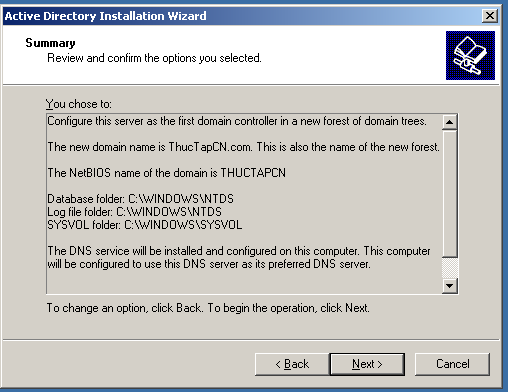 Active Directory Installation Wizard
Summary
Review and confirm the options you selected.
You chose to:
Configure this server as the first domain controller in a new forest of domain trees.
The new domain name is ThucTapCN.com. This is also the name of the new forest.
The NetBIOS name of the domain is THUCTAPCN
Database folder: C:\WINDOWS\NTDS
Log file folder: C:\WINDOWS\NTDS
SYSVOL folder: C:\WINDOWS\SYSVOL
The DNS service will be installed and configured on this computer. This computer
will be configured to use this DNS server as its preferred DNS server.
To change an option, click Back. To begin the operation, click Next.
< Back
Next >
Cancel